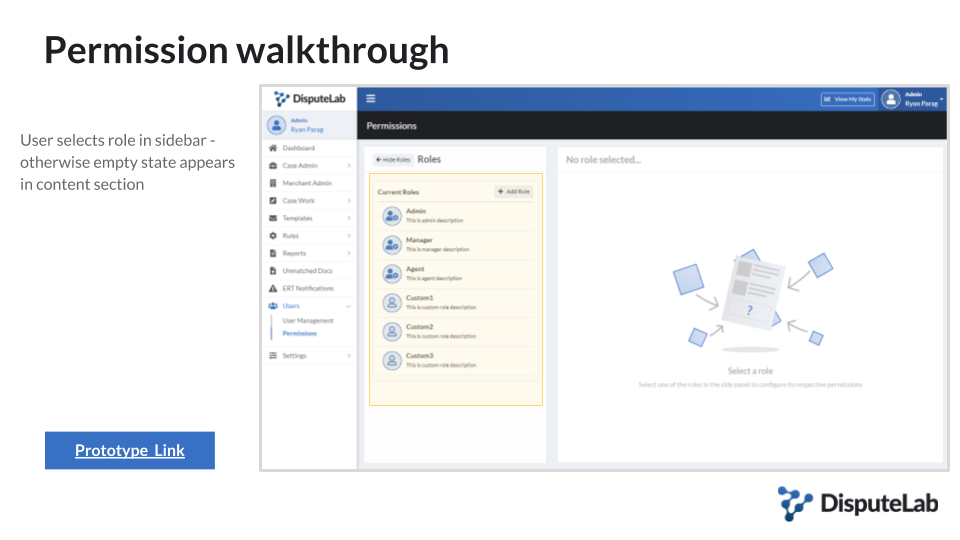 Permission walkthrough
User selects role in sidebar -
otherwise empty state appears
in content section
Prototype Link
DisputeLab
View My Stats
Admin
Ryan Parag
Admin
Ryan Parag
Permissions
Dashboard
Case Admin
Merchant Admin
Case Work
Templates
Rules
Reports
Unmatched Docs
ERT Notifications
Users
User Management
Permissions
Settings
Hide Roles
Roles
Current Roles
Add Role
Admin
This is admin description
Manager
This is manager description
Agent
This is agent description
Custom1
This is custom role description
Custom2
This is custom role description
Custom3
This is custom role description
No role selected...
?
Select a role
Select one of the roles in the side panel to configure its respective permissions
DisputeLab